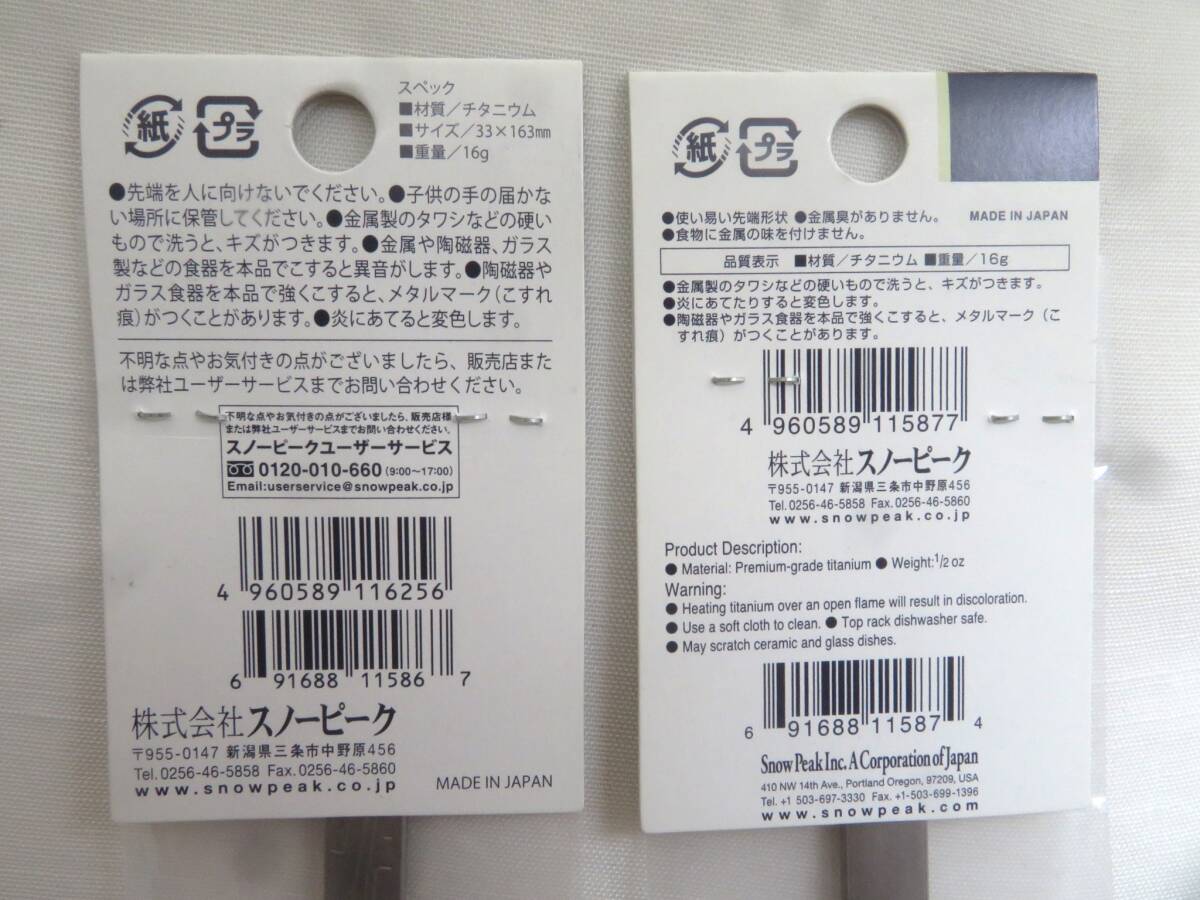 紙
プラ
スペック
■材質／チタニウム
■サイズ／33×163mm
■重量／16g
●先端を人に向けないでください。●子供の手の届かな
い場所に保管してください。●金属製のタワシなどの硬い
もので洗うと、キズがつきます。●金属や陶磁器、ガラス
製などの食器を本品でこすると異音がします。●陶磁器や
ガラス食器を本品で強くこすると、メタルマーク（こすれ
痕）がつくことがあります。●炎にあてると変色します。
不明な点やお気付きの点がございましたら、販売店また
は弊社ユーザーサービスまでお問い合わせください。
不明な点やお気付きの点がございましたら、販売店様
または弊社ユーザーサービスまでお問い合わせください。
スノーピークユーザーサービス
0120-010-660 (9:00～17:00)
Email:userservice@snowpeak.co.jp
4 960589 116256
6 91688 11586 7
株式会社スノーピーク
〒955-0147 新潟県三条市中野原456
Tel.0256-46-5858 Fax.0256-46-5860
www.snowpeak.co.jp
MADE IN JAPAN
紙
プラ
●使い易い先端形状 ●金属臭がありません。
MADE IN JAPAN
●食物に金属の味を付けません。
品質表示 ■材質／チタニウム ■重量／16g
●金属製のタワシなどの硬いもので洗うと、キズがつきます。
●炎にあてたりすると変色します。
●陶磁器やガラス食器を本品で強くこすると、メタルマーク（こ
すれ痕）がつくことがあります。
4 960589 115877
株式会社スノーピーク
〒955-0147 新潟県三条市中野原456
Tel.0256-46-5858 Fax.0256-46-5860
www.snowpeak.co.jp
Product Description:
● Material: Premium-grade titanium ● Weight:1/2 oz
Warning:
● Heating titanium over an open flame will result in discoloration.
● Use a soft cloth to clean. ● Top rack dishwasher safe.
● May scratch ceramic and glass dishes.
6 91688 11587 4
Snow Peak Inc. A Corporation of Japan
410 NW 14th Ave., Portland Oregon, 97209, USA
Tel. +1 503-697-3330 Fax. +1-503-699-1396
www.snowpeak.com